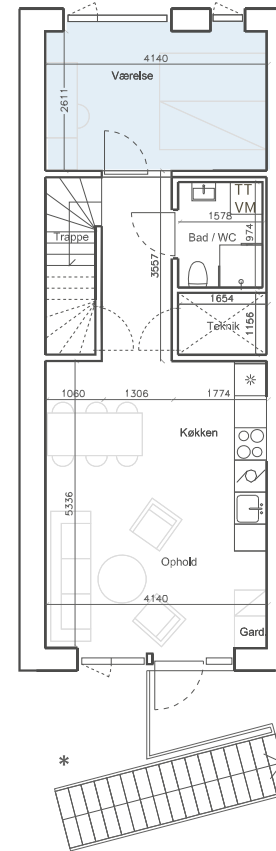 4140
Værelse
2611
TT
VM
1578
Trappe
Bad / WC
974
3557
1654
Teknik
1156
1060
1306
1774
Køkken
5336
Ophold
4140
Gard.
*